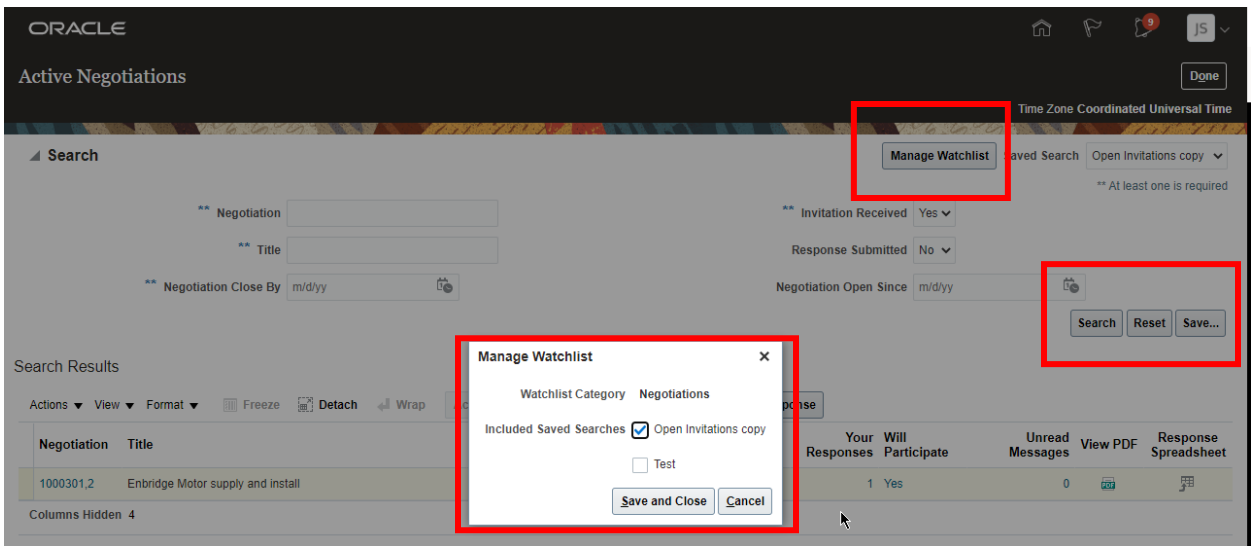 ORACLE
9
JS
Active Negotiations
Done
Time Zone Coordinated Universal Time
Search
Manage Watchlist
aved Search Open Invitations copy
** At least one is required
** Negotiation
** Invitation Received Yes
** Title
Response Submitted No
** Negotiation Close By m/d/yy
Negotiation Open Since m/d/yy
Search Reset Save...
Search Results
Manage Watchlist
Watchlist Category Negotiations
Included Saved Searches Open Invitations copy
Test
Save and Close Cancel
Actions View Format Freeze Detach Wrap
ponse
Negotiation Title Your Responses Will Participate Unread Messages View PDF Response Spreadsheet
1000301,2 Enbridge Motor supply and install 1 Yes 0 PDF
Columns Hidden 4